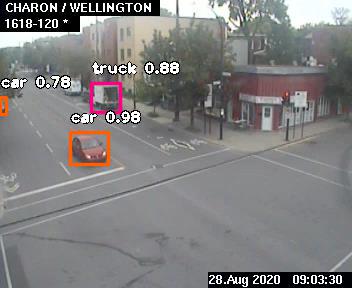 CHARON / WELLINGTON
1618-120 *
truck 0.88
car 0.78
car 0.98
28.Aug 2020 09:03:30